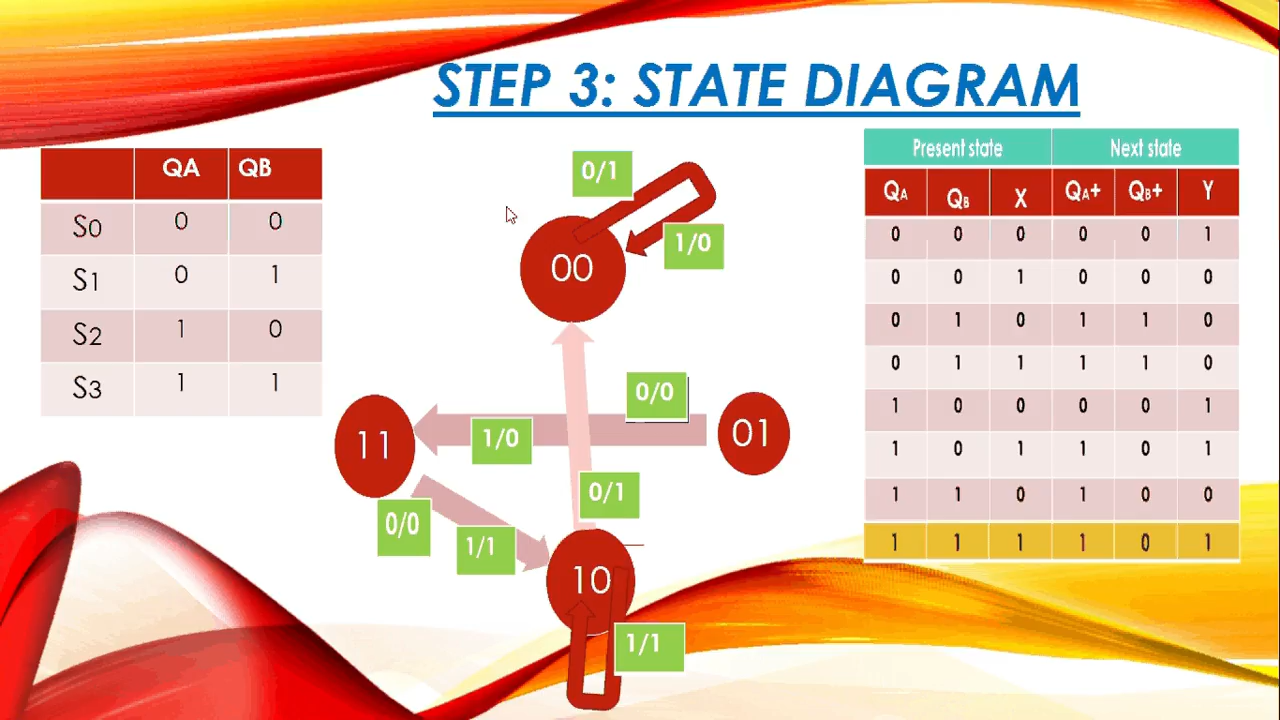 STEP 3: STATE DIAGRAM
QA QB
S0 0 0
S1 0 1
S2 1 0
S3 1 1
0/1
1/0
00
0/0
1/0
11
01
0/1
0/0
1/1
10
1/1
Present state Next state
QA QB X QA+ QB+ Y
0 0 0 0 0 1
0 0 1 0 0 0
0 1 0 1 1 0
0 1 1 1 1 0
1 0 0 0 0 1
1 0 1 1 0 1
1 1 0 1 0 0
1 1 1 1 0 1